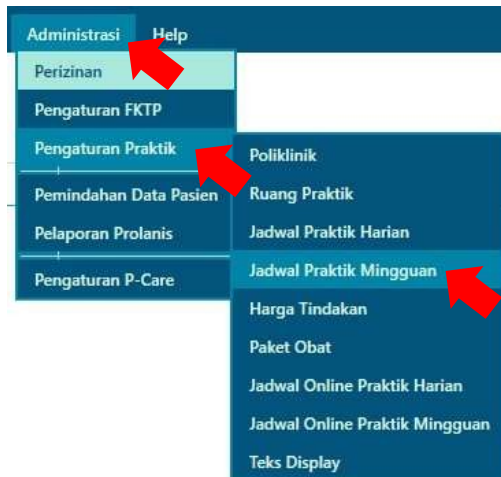 Administrasi Help
Perizinan
Pengaturan FKTP
Pengaturan Praktik
Pemindahan Data Pasien
Pelaporan Prolanis
Pengaturan P-Care
Poliklinik
Ruang Praktik
Jadwal Praktik Harian
Jadwal Praktik Mingguan
Harga Tindakan
Paket Obat
Jadwal Online Praktik Harian
Jadwal Online Praktik Mingguan
Teks Display